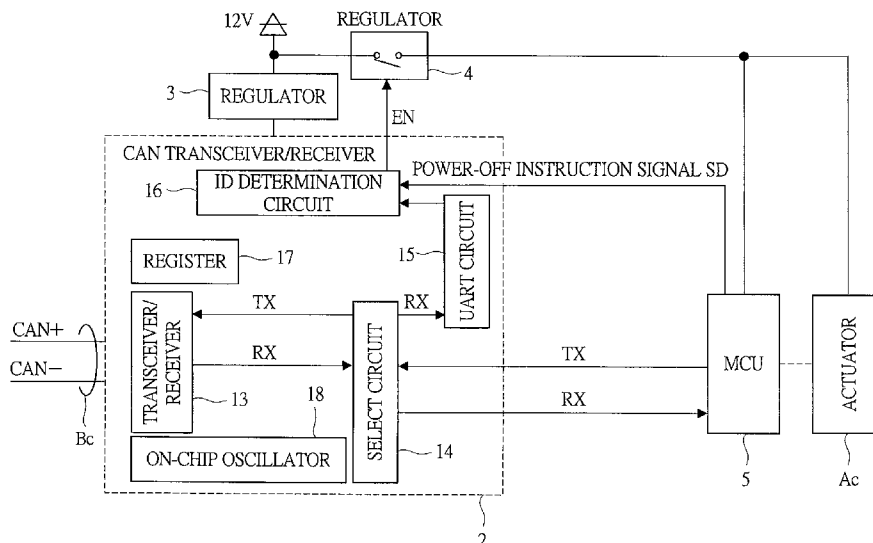 12V
REGULATOR
4
3
REGULATOR
EN
CAN TRANSCEIVER/RECEIVER
POWER-OFF INSTRUCTION SIGNAL SD
16
ID DETERMINATION
CIRCUIT
15
UART CIRCUIT
REGISTER
17
TX
RX
CAN+
CAN−
TRANSCEIVER/
RECEIVER
RX
SELECT CIRCUIT
TX
RX
MCU
ACTUATOR
13
18
Bc
ON-CHIP OSCILLATOR
14
5
Ac
2